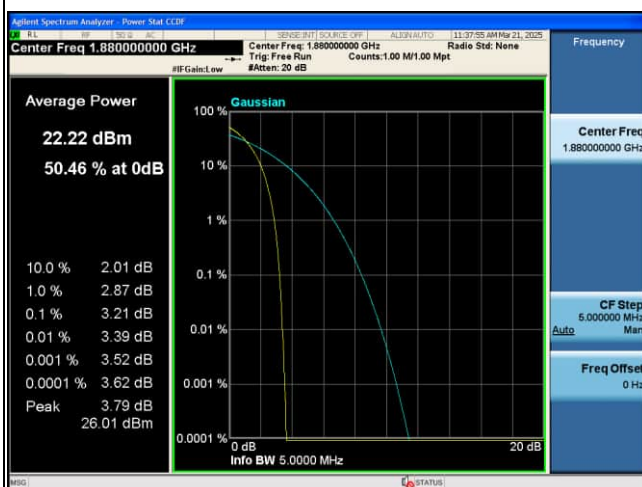 Agilent Spectrum Analyzer - Power Stat CCDF
RL RF 50 Ω AC SENSE:INT SOURCE OFF ALIGN AUTO 11:37:55 AM Mar 21, 2025
Center Freq 1.880000000 GHz
Center Freq: 1.880000000 GHz Radio Std: None
Trig: Free Run Counts:1.00 M/1.00 Mpt
#IFGain:Low #Atten: 20 dB
Frequency
Average Power
22.22 dBm
50.46 % at 0dB
10.0 % 2.01 dB
1.0 % 2.87 dB
0.1 % 3.21 dB
0.01 % 3.39 dB
0.001 % 3.52 dB
0.0001 % 3.62 dB
Peak 3.79 dB
26.01 dBm
Gaussian
100 %
10 %
1 %
0.1 %
0.01 %
0.001 %
0.0001 %
0 dB 20 dB
Info BW 5.0000 MHz
Center Freq
1.880000000 GHz
CF Step
5.000000 MHz
Auto Man
Freq Offset
0 Hz
MSG STATUS